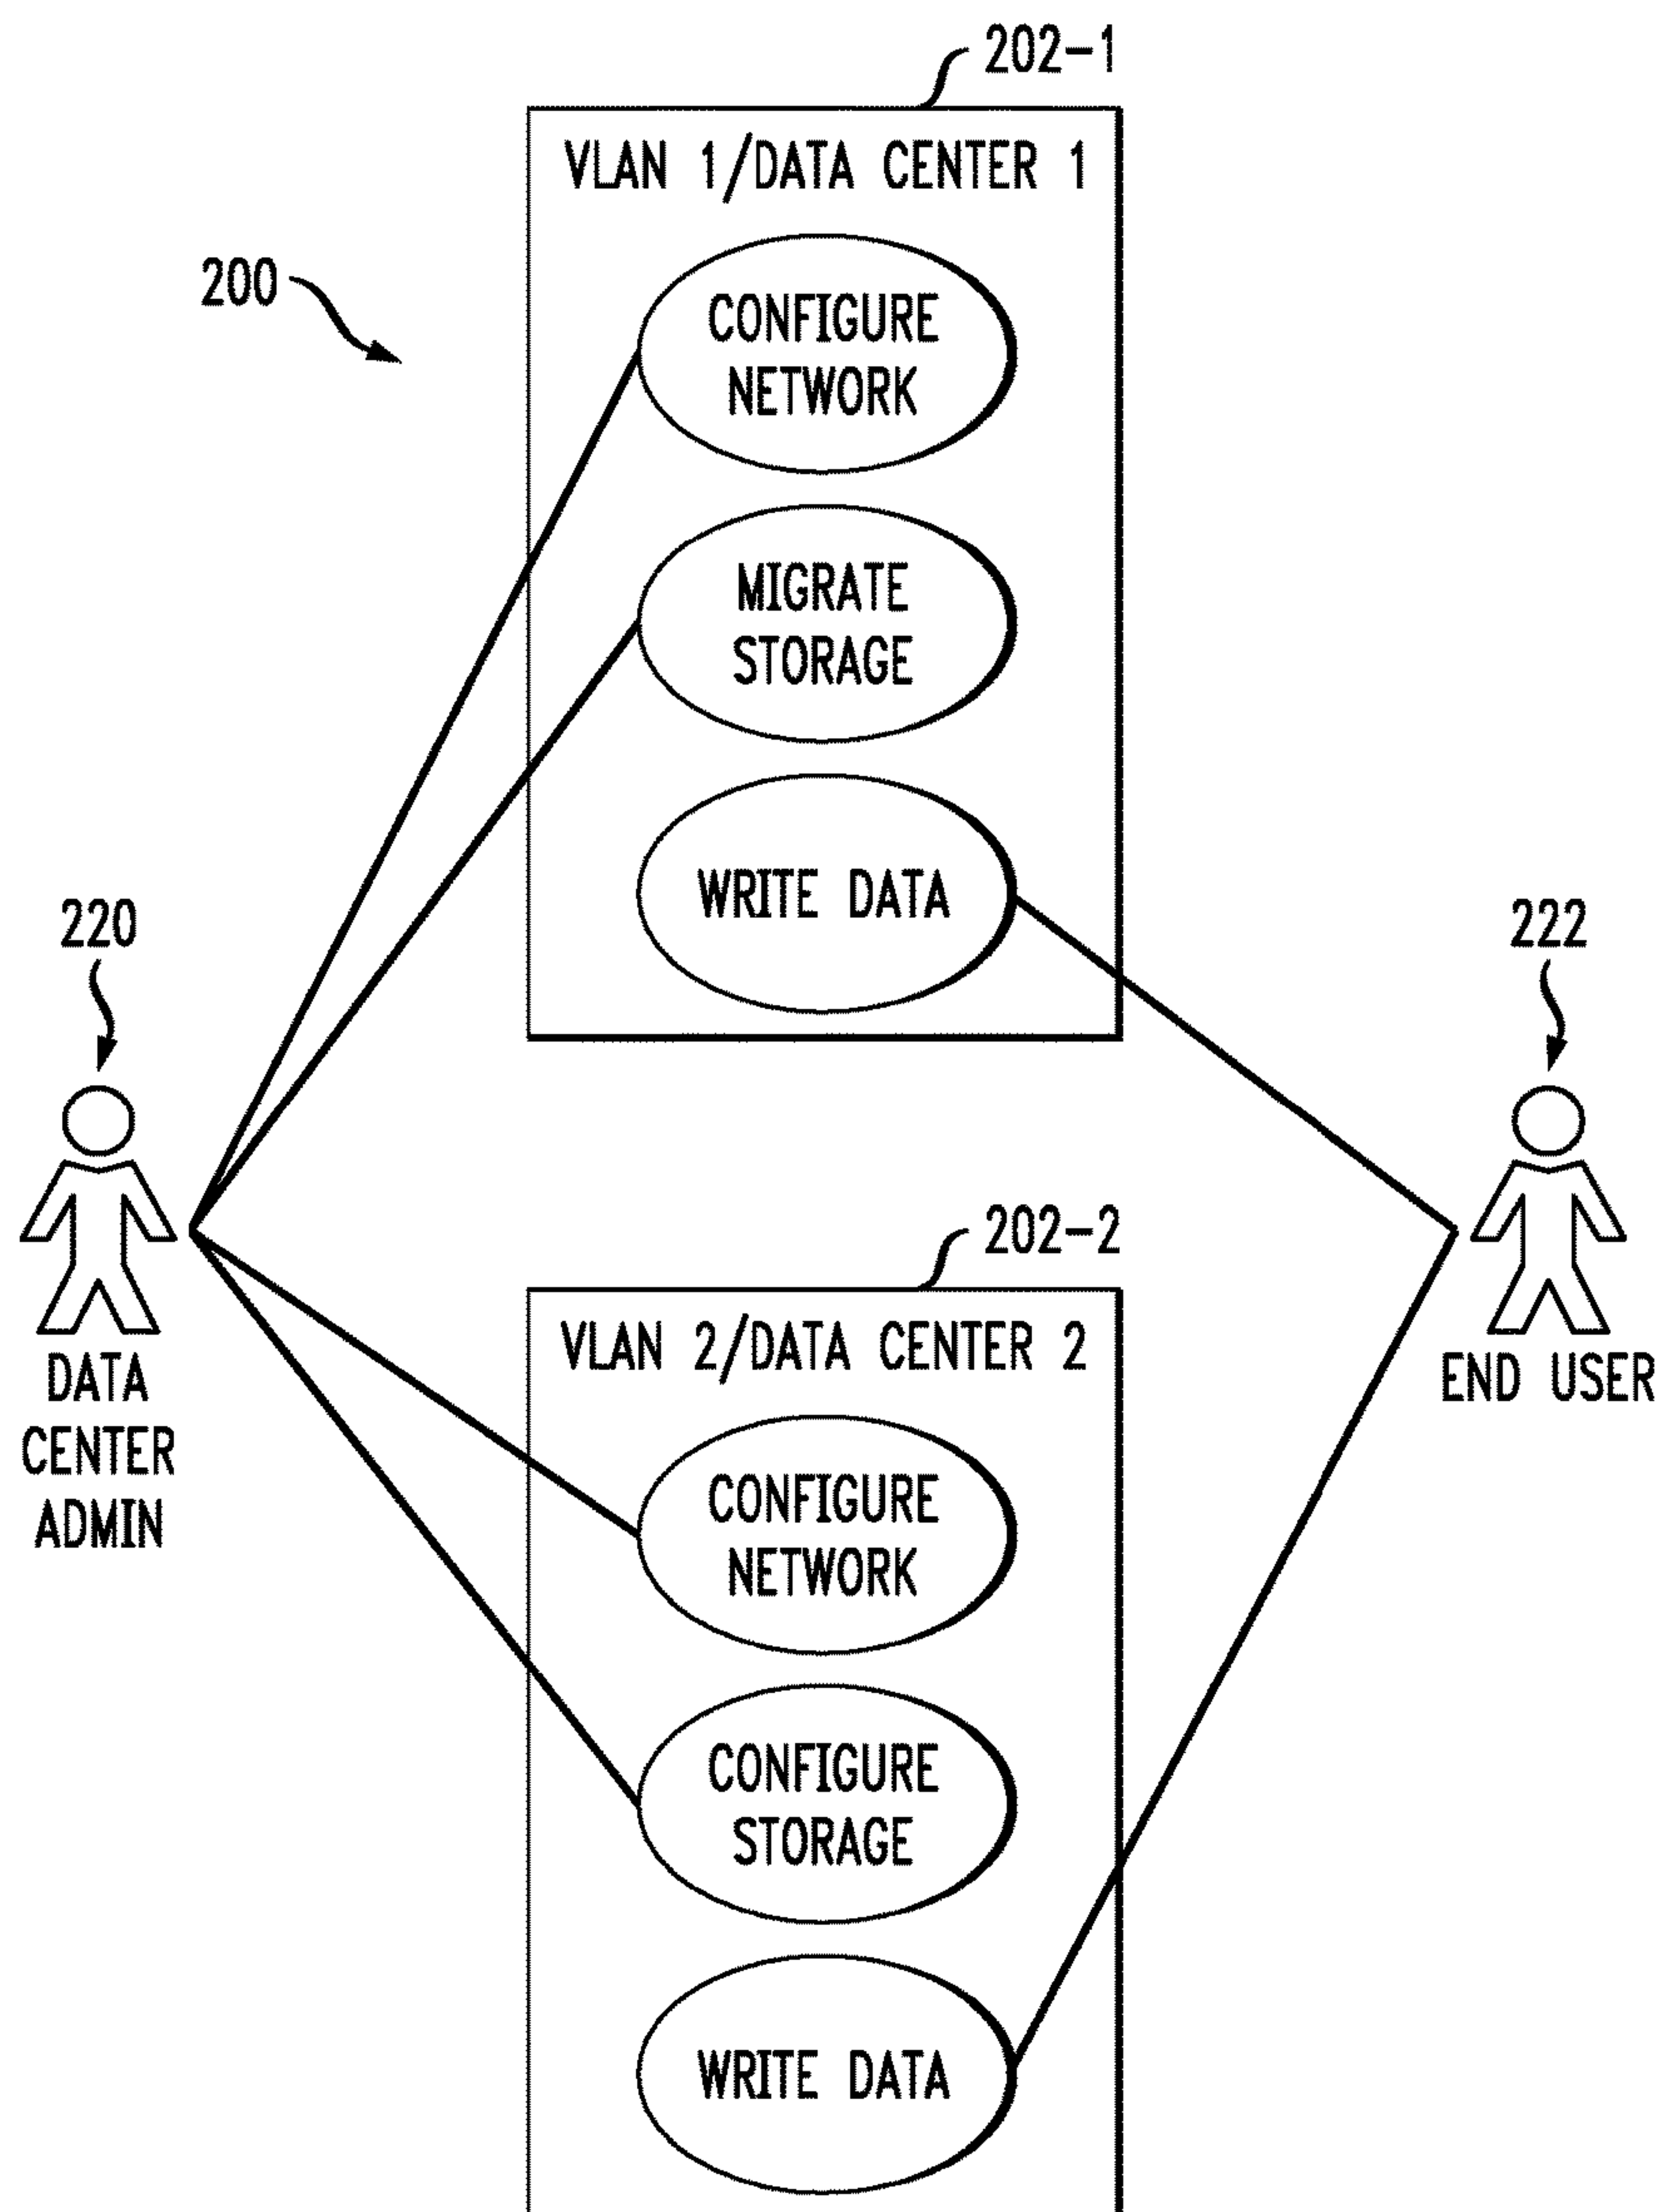 202-1
VLAN 1/DATA CENTER 1
200
CONFIGURE
NETWORK
MIGRATE
STORAGE
WRITE DATA
220
222
DATA
CENTER
ADMIN
END USER
202-2
VLAN 2/DATA CENTER 2
CONFIGURE
NETWORK
CONFIGURE
STORAGE
WRITE DATA